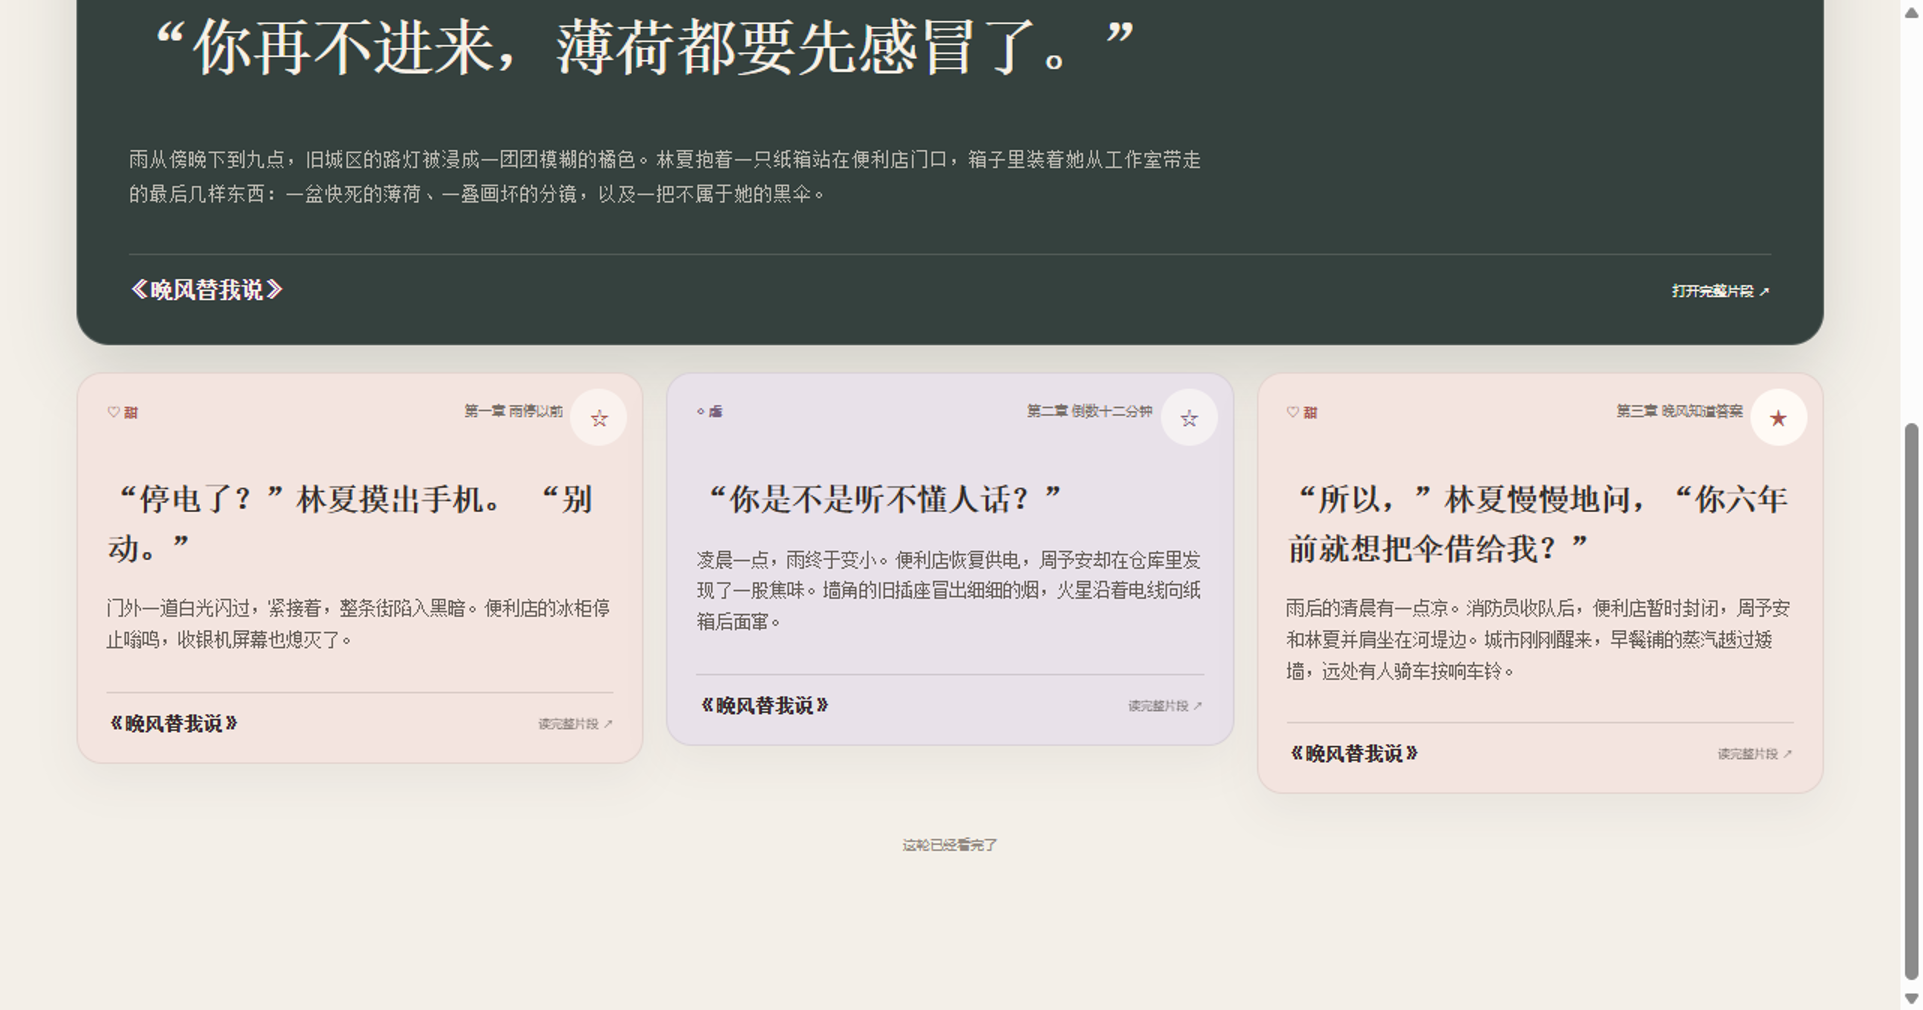 “你再不进来，薄荷都要先感冒了。”
雨从傍晚下到九点，旧城区的路灯被浸成一团团模糊的橘色。林夏抱着一只纸箱站在便利店门口，箱子里装着她从工作室带走
的最后几样东西：一盆快死的薄荷、一叠画坏的分镜，以及一把不属于她的黑伞。
《晚风替我说》
打开完整片段 ↗
♡ 甜
第一章 雨停以前
☆
“停电了？”林夏摸出手机。 “别
动。”
门外一道白光闪过，紧接着，整条街陷入黑暗。便利店的冰柜停
止嗡鸣，收银机屏幕也熄灭了。
《晚风替我说》
读完整片段 ↗
⋄ 虐
第二章 倒数十二分钟
☆
“你是不是听不懂人话？”
凌晨一点，雨终于变小。便利店恢复供电，周予安却在仓库里发
现了一股焦味。墙角的旧插座冒出细细的烟，火星沿着电线向纸
箱后面窜。
《晚风替我说》
读完整片段 ↗
♡ 甜
第三章 晚风知道答案
★
“所以，”林夏慢慢地问，“你六年
前就想把伞借给我？”
雨后的清晨有一点凉。消防员收队后，便利店暂时封闭，周予安
和林夏并肩坐在河堤边。城市刚刚醒来，早餐铺的蒸汽越过矮
墙，远处有人骑车按响车铃。
《晚风替我说》
读完整片段 ↗
这轮已经看完了